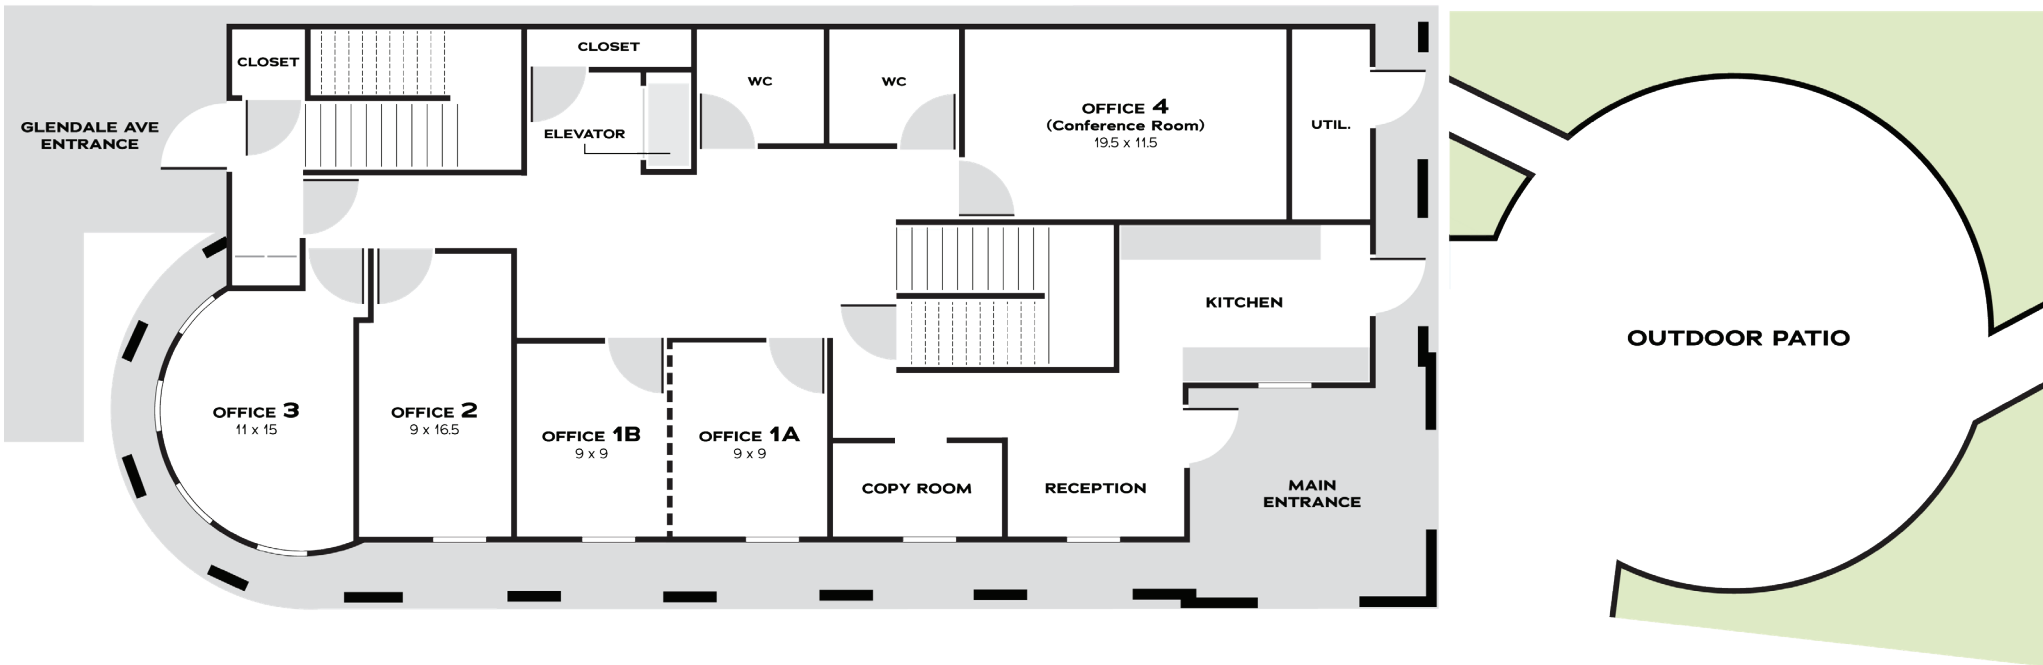 CLOSET
CLOSET
WC
WC
OFFICE 4
(Conference Room)
19.5 x 11.5
UTIL.
GLENDALE AVE
ENTRANCE
ELEVATOR
KITCHEN
OUTDOOR PATIO
OFFICE 3
11 x 15
OFFICE 2
9 x 16.5
OFFICE 1B
9 x 9
OFFICE 1A
9 x 9
COPY ROOM
RECEPTION
MAIN
ENTRANCE